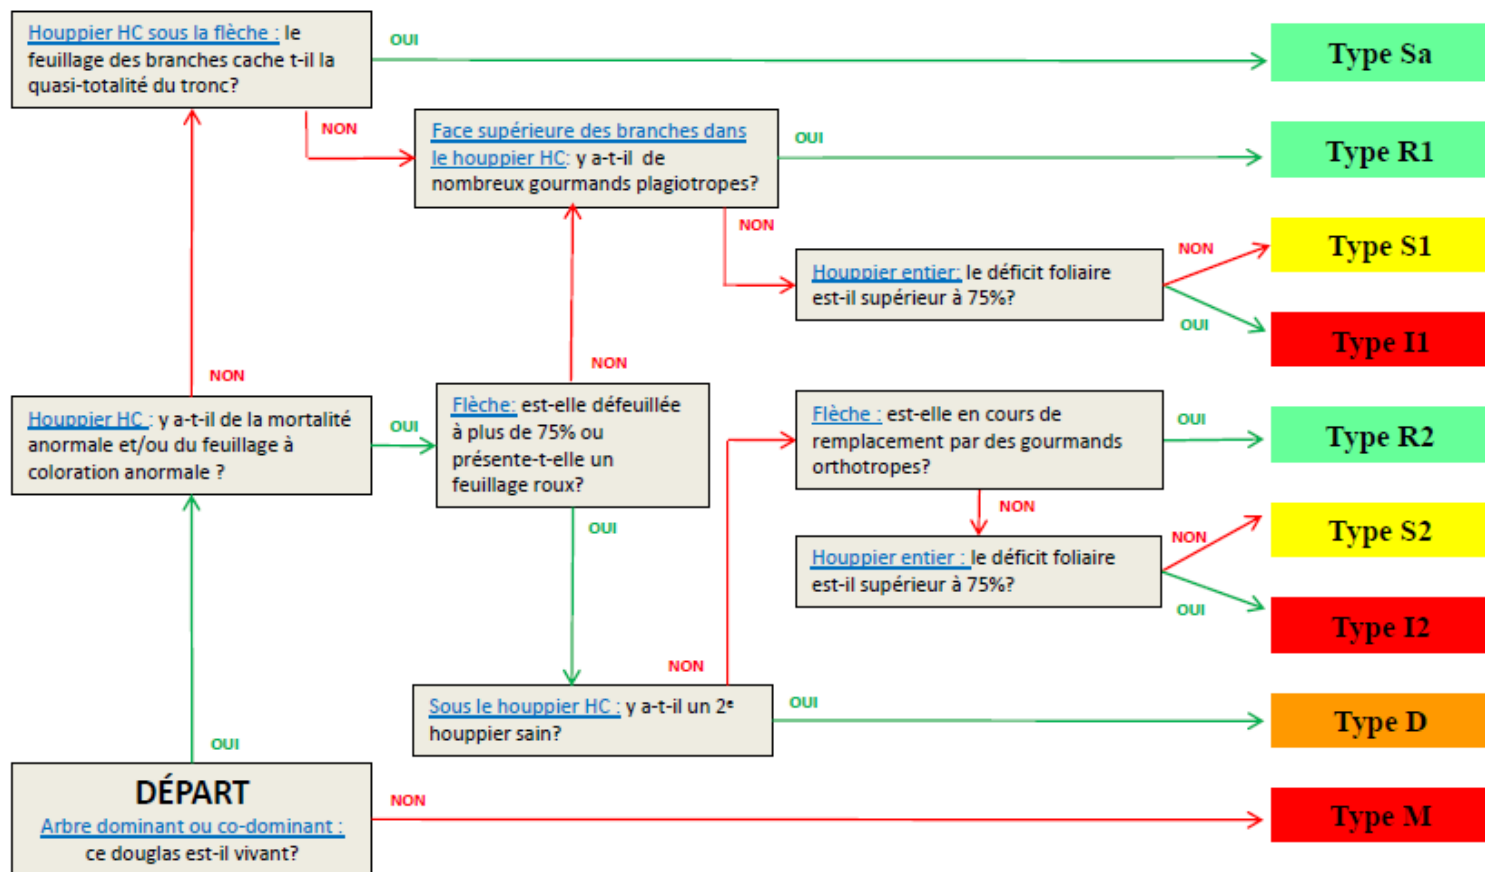 Houppier HC sous la flèche : le
feuillage des branches cache t-il la
quasi-totalité du tronc?
OUI
Type Sa
NON
Face supérieure des branches dans
le houppier HC: y a-t-il de
nombreux gourmands plagiotropes?
OUI
Type R1
NON
Houppier entier: le déficit foliaire
est-il supérieur à 75%?
NON
Type S1
OUI
Type I1
NON
Houppier HC : y a-t-il de la mortalité
anormale et/ou du feuillage à
coloration anormale ?
OUI
NON
Flèche: est-elle défeuillée
à plus de 75% ou
présente-t-elle un
feuillage roux?
OUI
Flèche : est-elle en cours de
remplacement par des gourmands
orthotropes?
OUI
Type R2
NON
Houppier entier : le déficit foliaire
est-il supérieur à 75%?
NON
Type S2
OUI
Type I2
NON
Sous le houppier HC : y a-t-il un 2e
houppier sain?
OUI
Type D
OUI
DÉPART
Arbre dominant ou co-dominant :
ce douglas est-il vivant?
NON
Type M